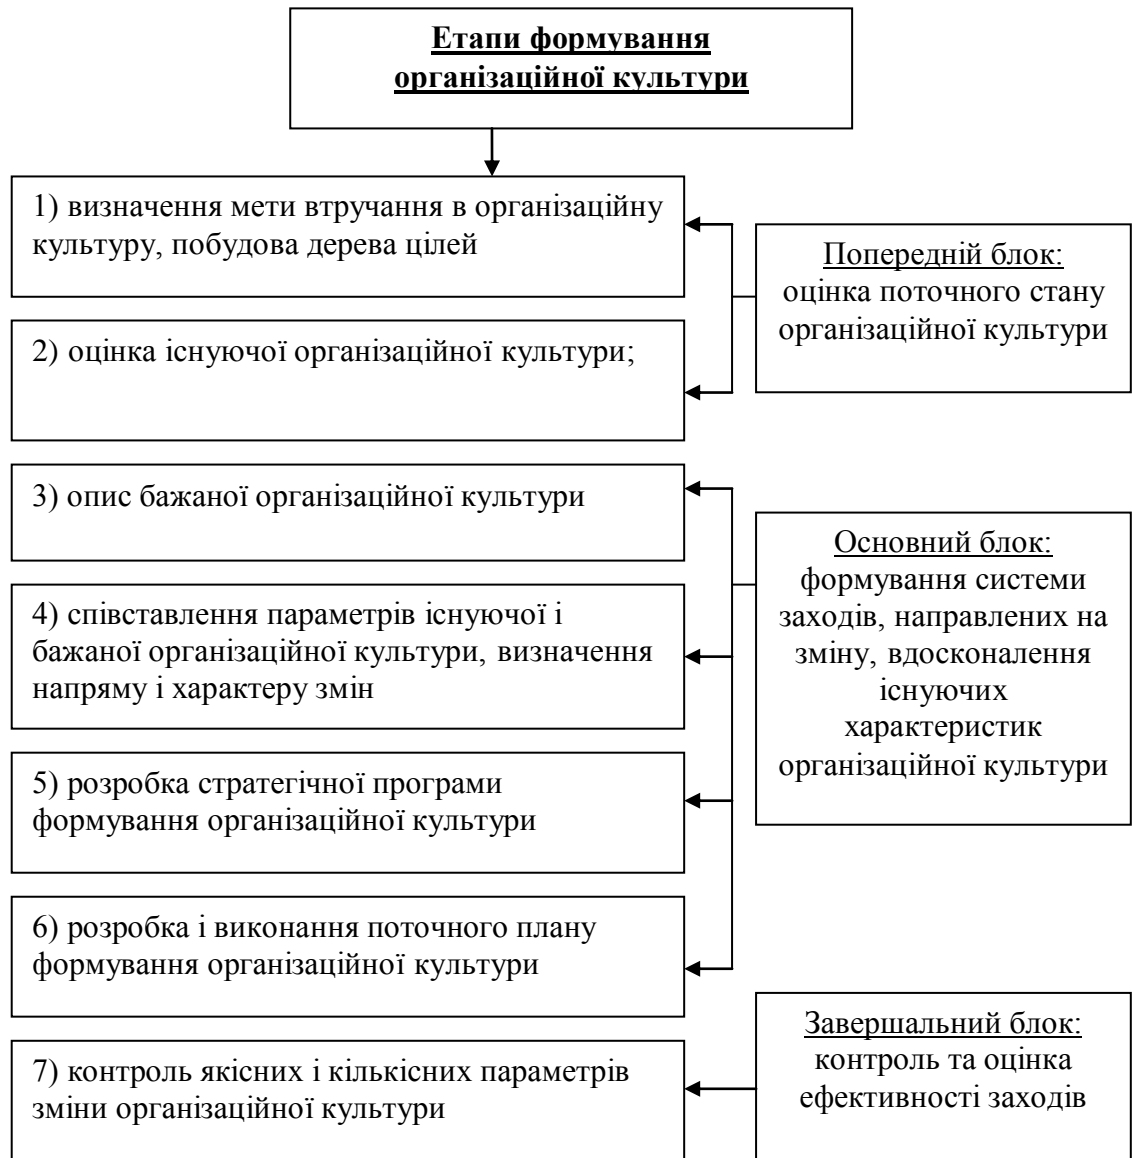 Етапи формування
організаційної культури
1) визначення мети втручання в організаційну
культуру, побудова дерева цілей
Попередній блок:
оцінка поточного стану
організаційної культури
2) оцінка існуючої організаційної культури;
3) опис бажаної організаційної культури
Основний блок:
формування системи
заходів, направлених на
зміну, вдосконалення
існуючих
характеристик
організаційної культури
4) співставлення параметрів існуючої і
бажаної організаційної культури, визначення
напряму і характеру змін
5) розробка стратегічної програми
формування організаційної культури
6) розробка і виконання поточного плану
формування організаційної культури
Завершальний блок:
контроль та оцінка
ефективності заходів
7) контроль якісних і кількісних параметрів
зміни організаційної культури